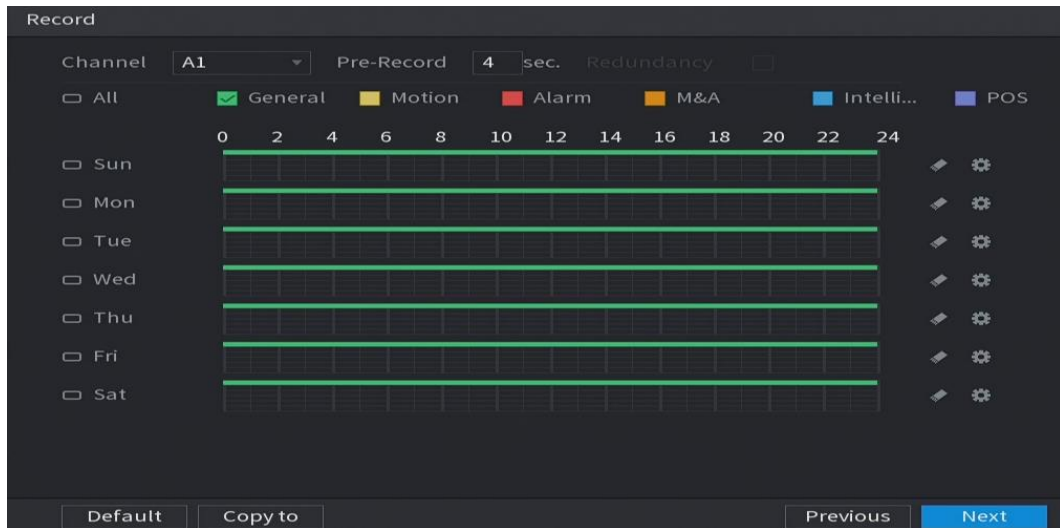 Record
Channel A1 Pre-Record 4 sec. Redundancy
All General Motion Alarm M&A Intelli... POS
0 2 4 6 8 10 12 14 16 18 20 22 24
Sun
Mon
Tue
Wed
Thu
Fri
Sat
Default Copy to Previous Next